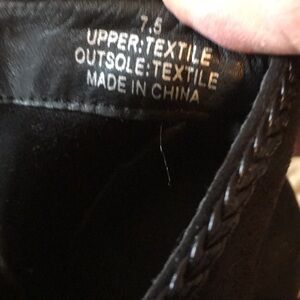 7.5
UPPER:TEXTILE
OUTSOLE:TEXTILE
MADE IN CHINA